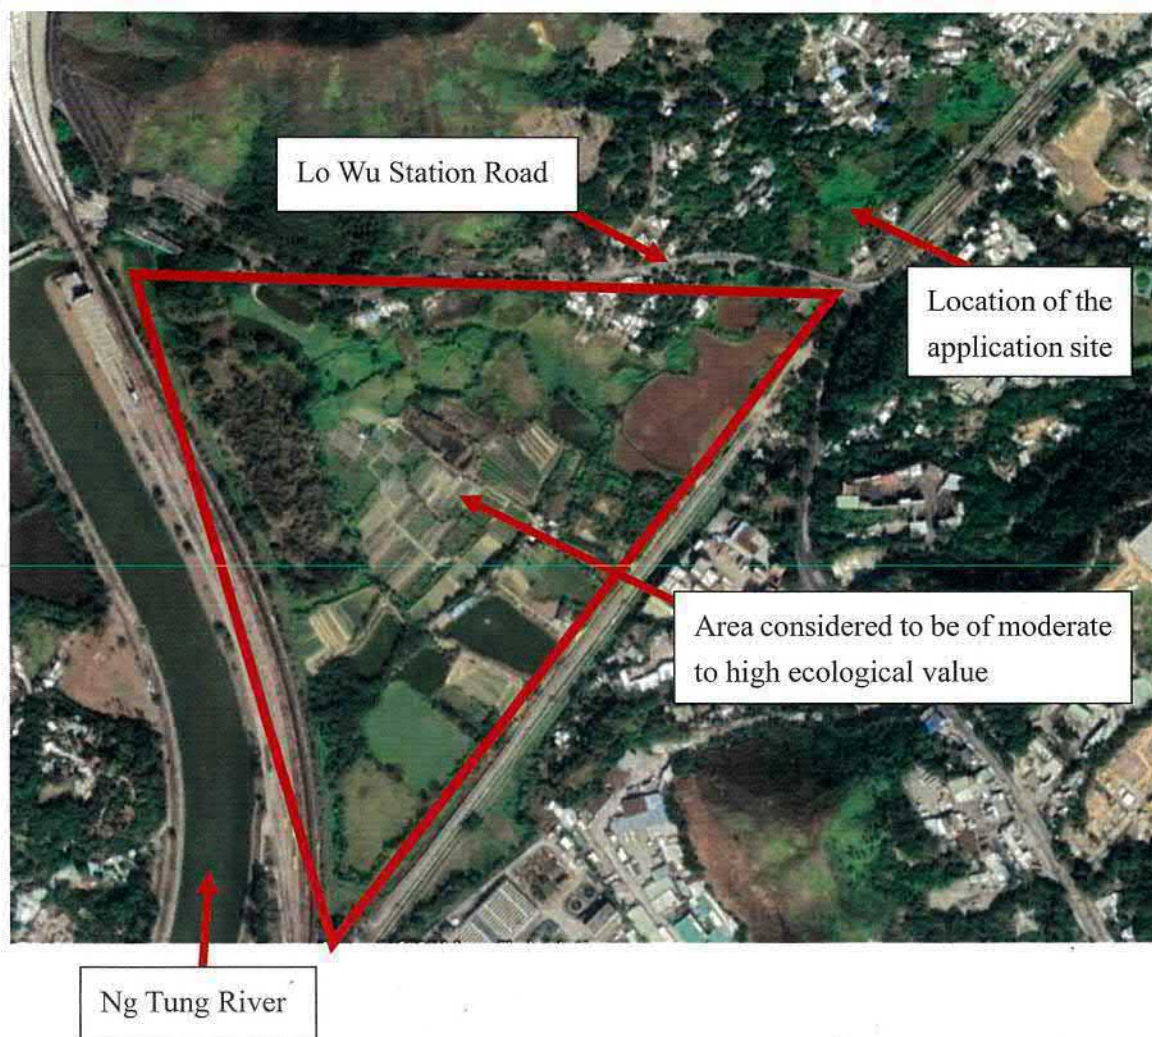 Lo Wu Station Road
Location of the
application site
Area considered to be of moderate
to high ecological value
Ng Tung River